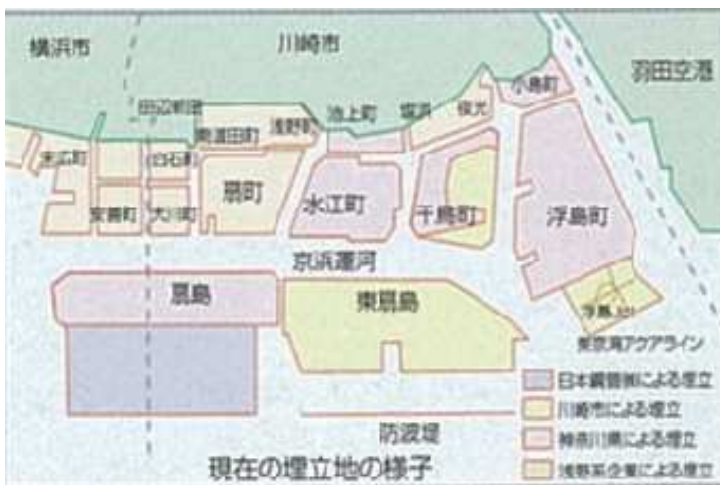 横浜市
川崎市
羽田空港
小島町
田辺新田
池上町
塩浜
夜光
浅野町
南渡田町
末広町
白石町
安善町
大川町
扇町
水江町
千鳥町
浮島町
京浜運河
扇島
東扇島
東京湾アクアライン
日本鋼管㈱による埋立
川崎市による埋立
神奈川県による埋立
浅野系企業による埋立
防波堤
現在の埋立地の様子